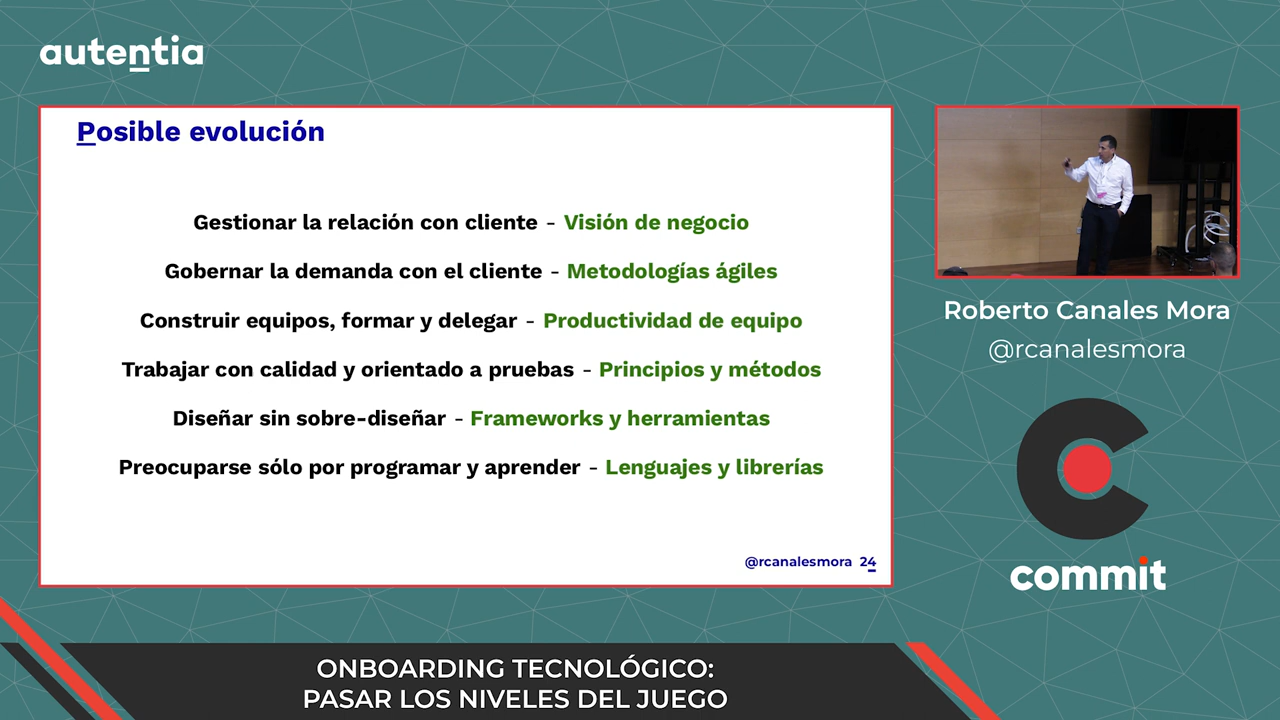 autentia
Posible evolución
Gestionar la relación con cliente - Visión de negocio
Gobernar la demanda con el cliente - Metodologías ágiles
Construir equipos, formar y delegar - Productividad de equipo
Trabajar con calidad y orientado a pruebas - Principios y métodos
Diseñar sin sobre-diseñar - Frameworks y herramientas
Preocuparse sólo por programar y aprender - Lenguajes y librerías
@rcanalesmora 24
Roberto Canales Mora
@rcanalesmora
commit
ONBOARDING TECNOLÓGICO:
PASAR LOS NIVELES DEL JUEGO